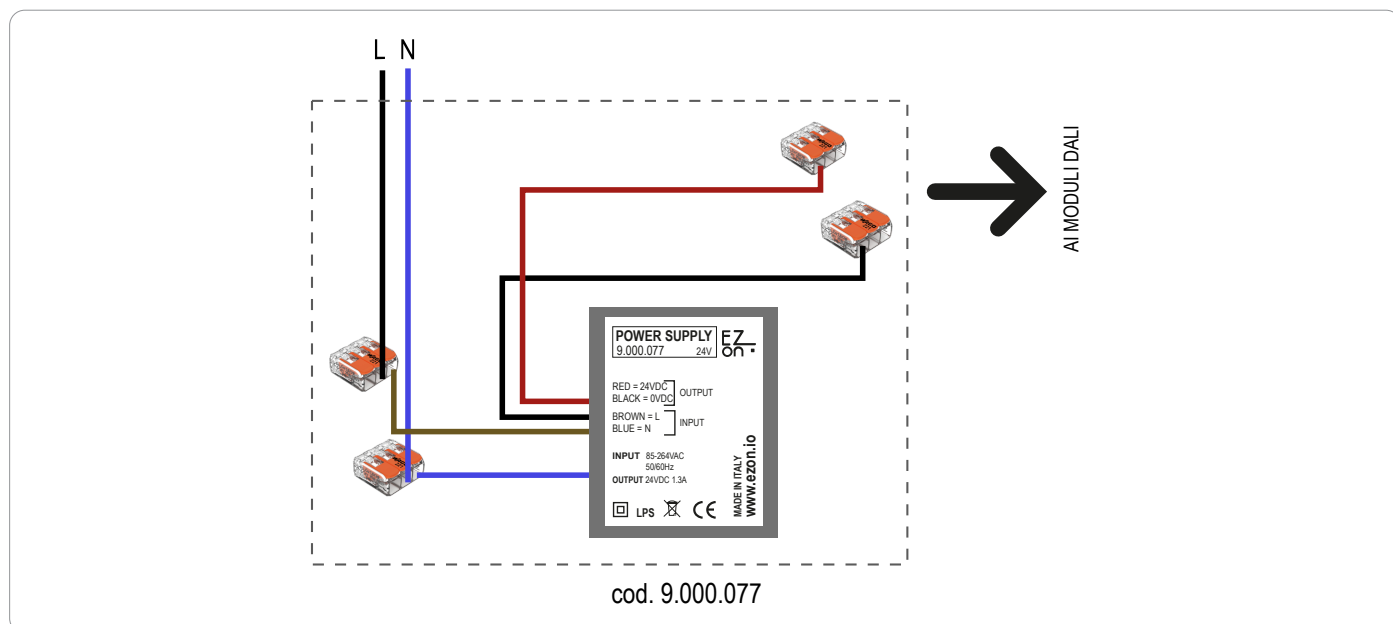 L N
AI MODULI DALI
POWER SUPPLY
9.000.077 24V
EZ
on.
RED = 24VDC
BLACK = 0VDC
OUTPUT
BROWN = L
BLUE = N
INPUT
INPUT 85-264VAC
50/60Hz
OUTPUT 24VDC 1.3A
LPS
CE
MADE IN ITALY
www.ezon.io
cod. 9.000.077